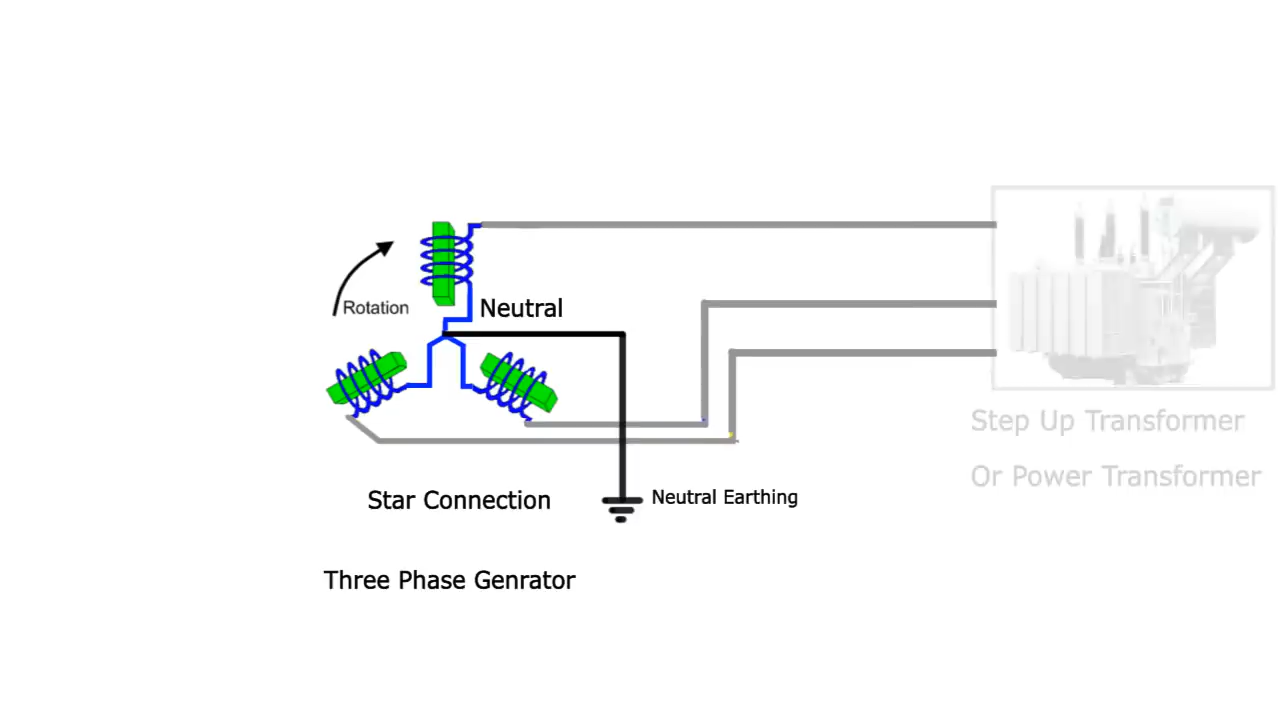 Rotation
Neutral
Step Up Transformer
Or Power Transformer
Star Connection
Neutral Earthing
Three Phase Genrator